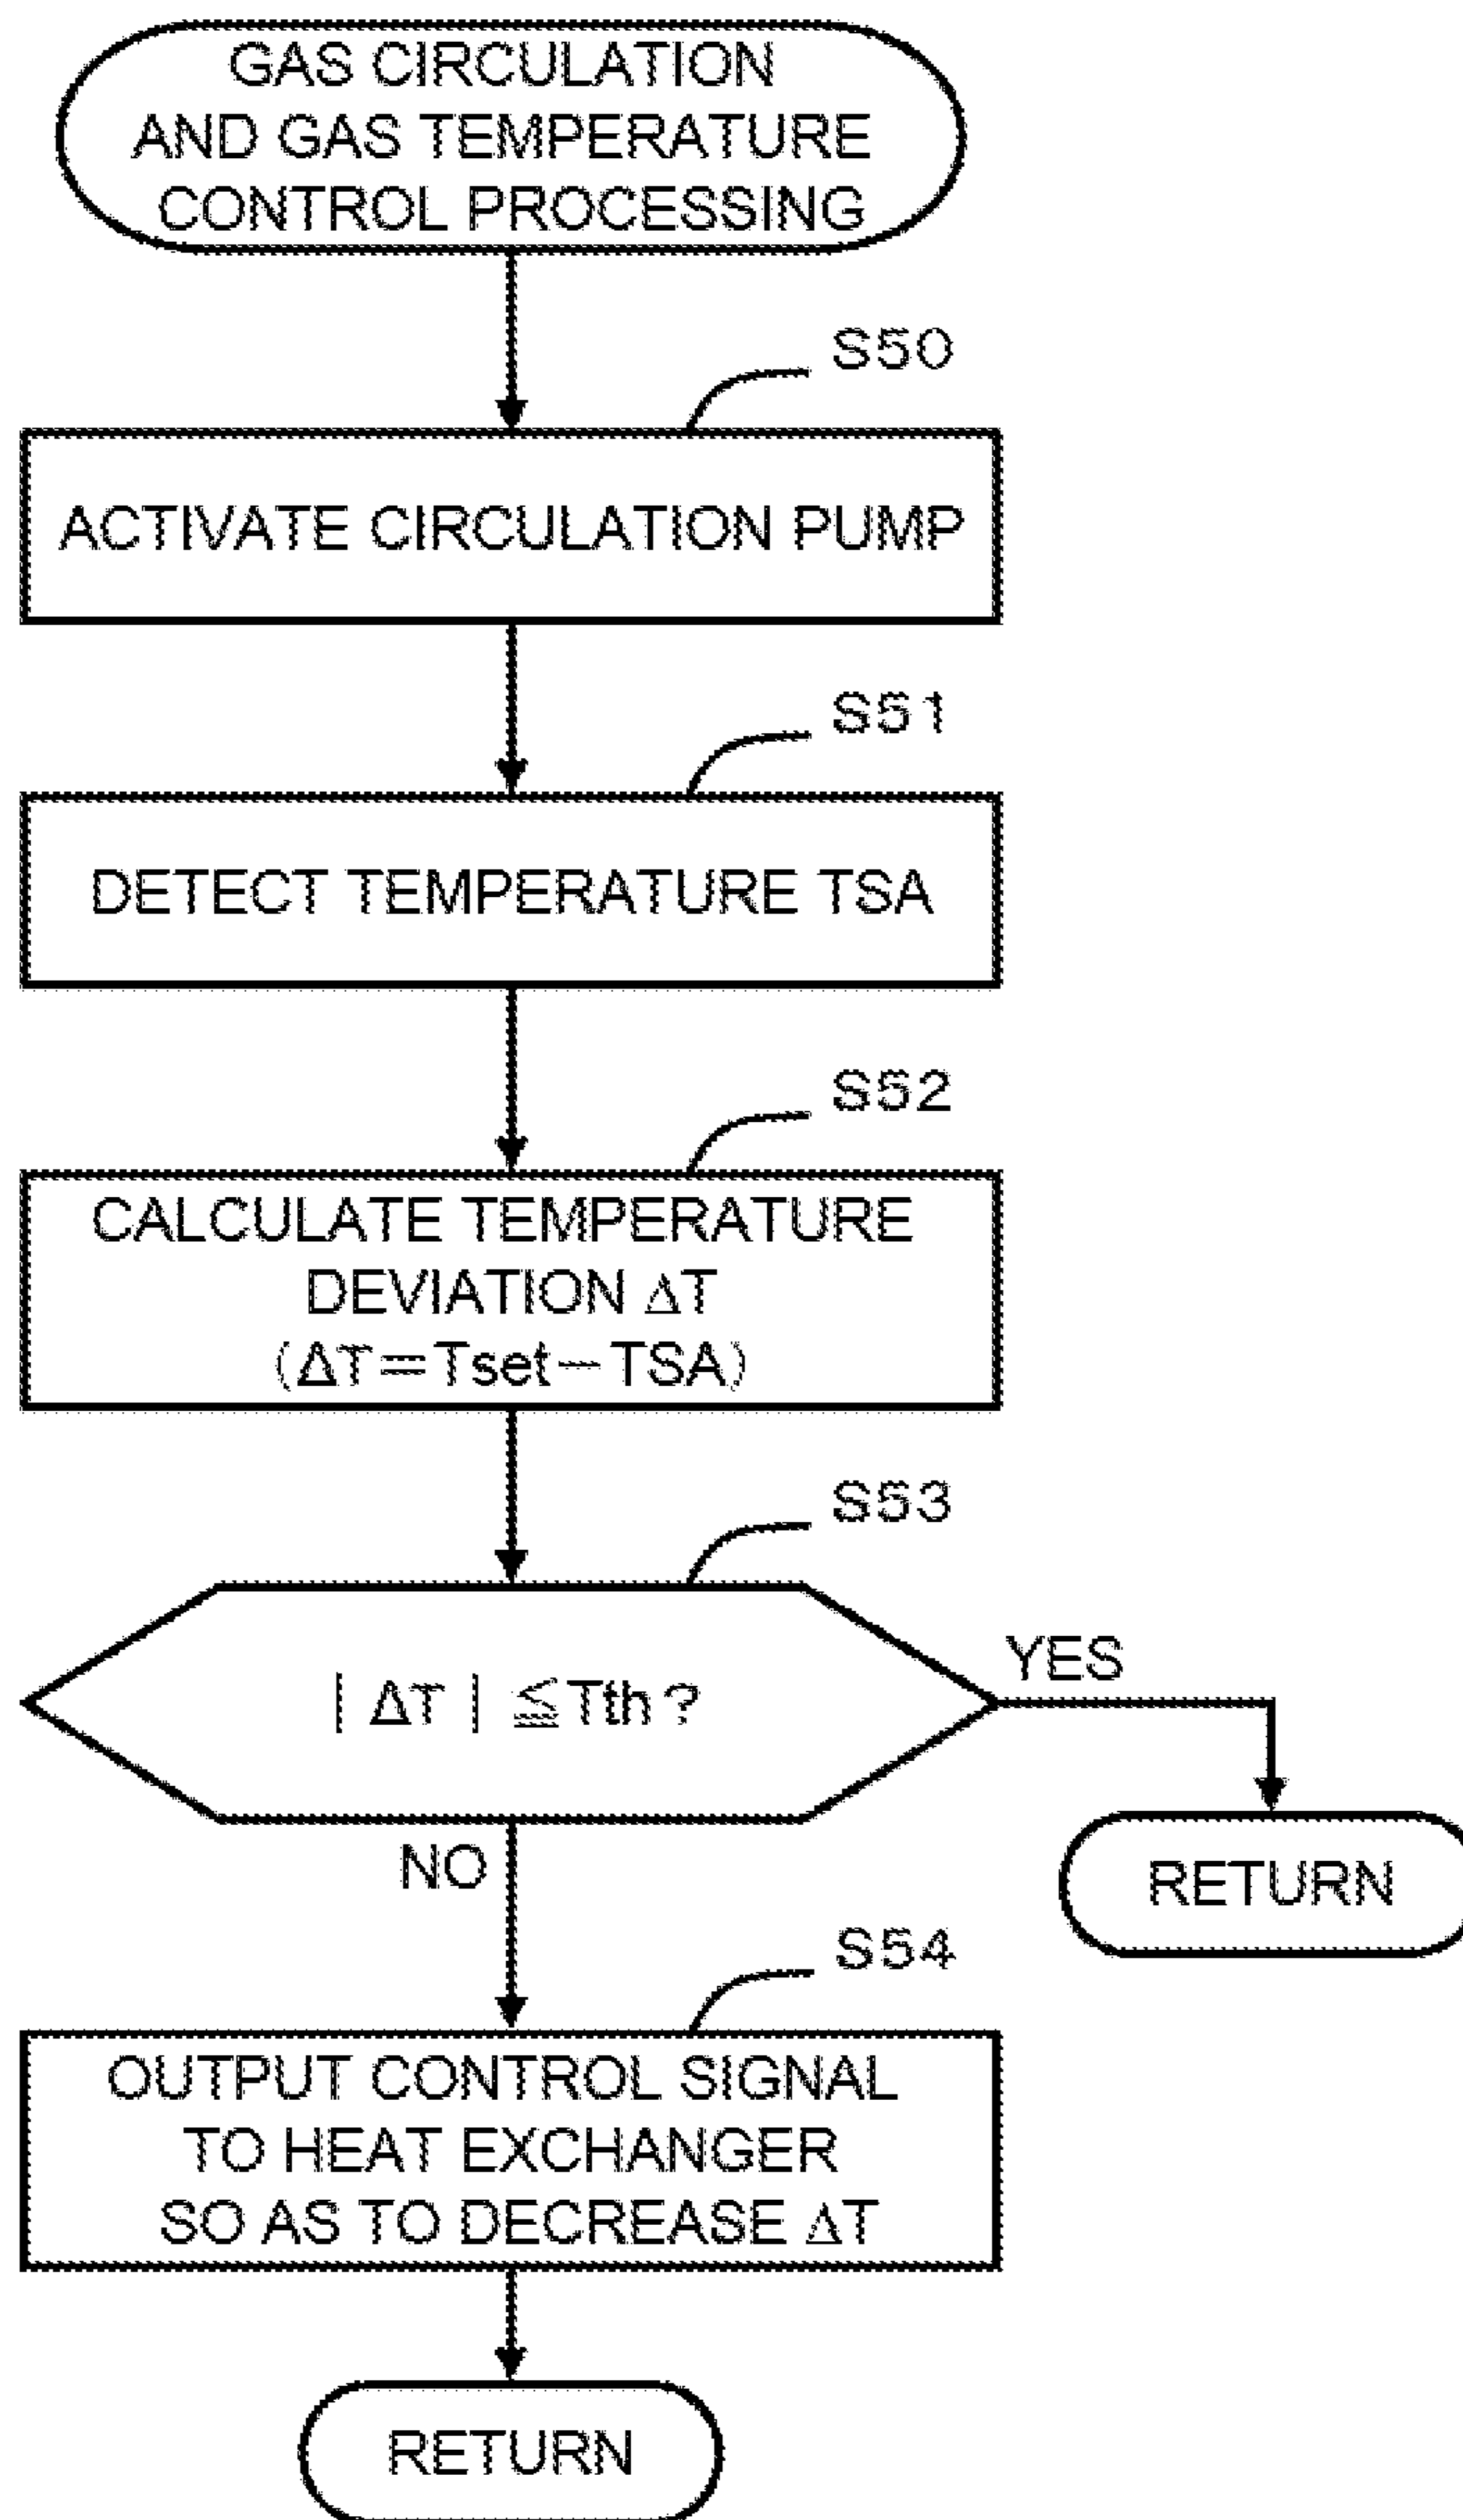 GAS CIRCULATION
AND GAS TEMPERATURE
CONTROL PROCESSING
S50
ACTIVATE CIRCULATION PUMP
S51
DETECT TEMPERATURE TSA
S52
CALCULATE TEMPERATURE
DEVIATION ΔT
(ΔT=Tset-TSA)
S53
| ΔT | ≦Tth?
YES
RETURN
NO
S54
OUTPUT CONTROL SIGNAL
TO HEAT EXCHANGER
SO AS TO DECREASE ΔT
RETURN